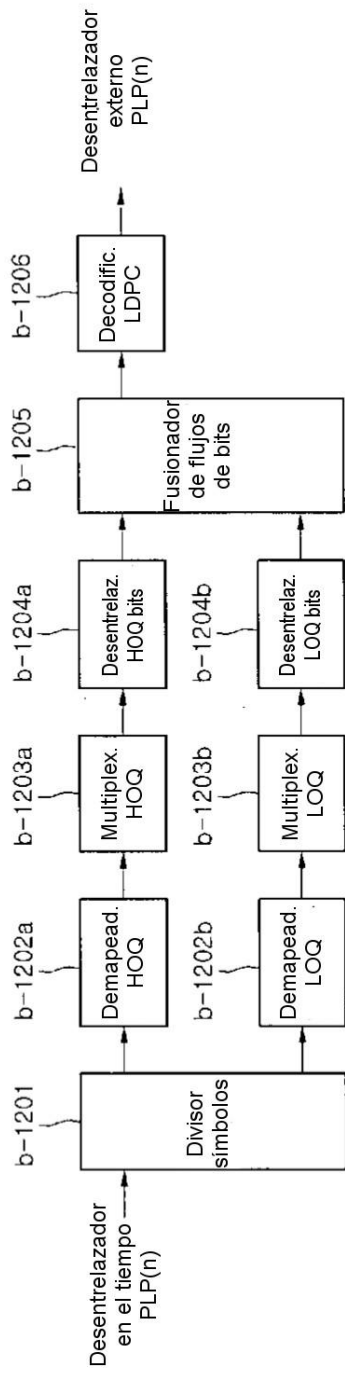 Desentrelazador
en el tiempo
PLP(n)
b-1201
Divisor
símbolos
b-1202a
Demapead.
HOQ
b-1203a
Multiplex.
HOQ
b-1204a
Desentrelaz.
HOQ bits
b-1202b
Demapead.
LOQ
b-1203b
Multiplex.
LOQ
b-1204b
Desentrelaz.
LOQ bits
b-1205
Fusionador
de flujos
de bits
b-1206
Decodific.
LDPC
Desentrelazador
externo
PLP(n)